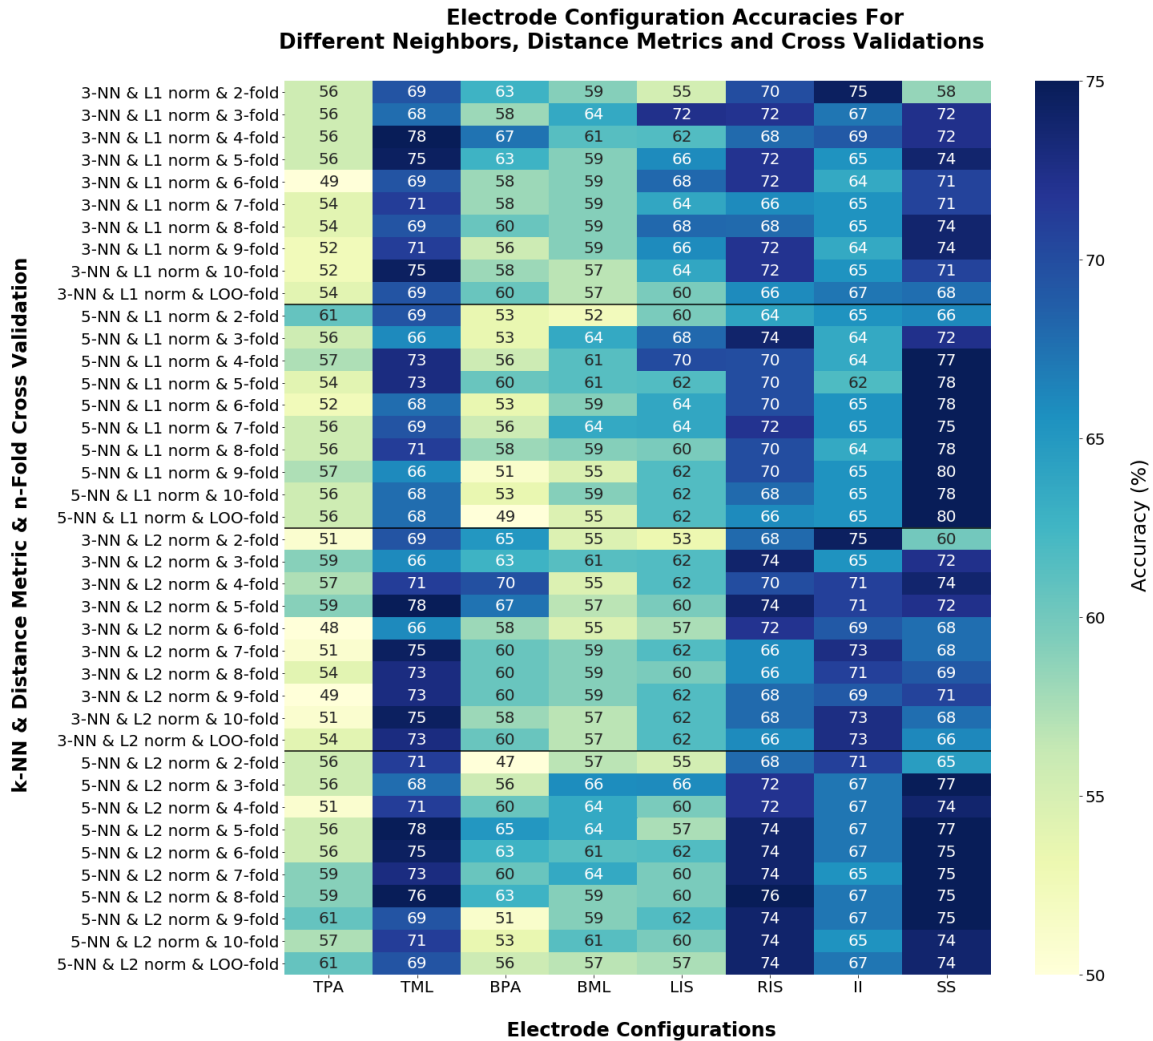 Electrode Configuration Accuracies For
Different Neighbors, Distance Metrics and Cross Validations
k-NN & Distance Metric & n-Fold Cross Validation
3-NN & L1 norm & 2-fold 56 69 63 59 55 70 75 58
3-NN & L1 norm & 3-fold 56 68 58 64 72 72 67 72
3-NN & L1 norm & 4-fold 56 78 67 61 62 68 69 72
3-NN & L1 norm & 5-fold 56 75 63 59 66 72 65 74
3-NN & L1 norm & 6-fold 49 69 58 59 68 72 64 71
3-NN & L1 norm & 7-fold 54 71 58 59 64 66 65 71
3-NN & L1 norm & 8-fold 54 69 60 59 68 68 65 74
3-NN & L1 norm & 9-fold 52 71 56 59 66 72 64 74
3-NN & L1 norm & 10-fold 52 75 58 57 64 72 65 71
3-NN & L1 norm & LOO-fold 54 69 60 57 60 66 67 68
5-NN & L1 norm & 2-fold 61 69 53 52 60 64 65 66
5-NN & L1 norm & 3-fold 56 66 53 64 68 74 64 72
5-NN & L1 norm & 4-fold 57 73 56 61 70 70 64 77
5-NN & L1 norm & 5-fold 54 73 60 61 62 70 62 78
5-NN & L1 norm & 6-fold 52 68 53 59 64 70 65 78
5-NN & L1 norm & 7-fold 56 69 56 64 64 72 65 75
5-NN & L1 norm & 8-fold 56 71 58 59 60 70 64 78
5-NN & L1 norm & 9-fold 57 66 51 55 62 70 65 80
5-NN & L1 norm & 10-fold 56 68 53 59 62 68 65 78
5-NN & L1 norm & LOO-fold 56 68 49 55 62 66 65 80
3-NN & L2 norm & 2-fold 51 69 65 55 53 68 75 60
3-NN & L2 norm & 3-fold 59 66 63 61 62 74 65 72
3-NN & L2 norm & 4-fold 57 71 70 55 62 70 71 74
3-NN & L2 norm & 5-fold 59 78 67 57 60 74 71 72
3-NN & L2 norm & 6-fold 48 66 58 55 57 72 69 68
3-NN & L2 norm & 7-fold 51 75 60 59 62 66 73 68
3-NN & L2 norm & 8-fold 54 73 60 59 60 66 71 69
3-NN & L2 norm & 9-fold 49 73 60 59 62 68 69 71
3-NN & L2 norm & 10-fold 51 75 58 57 62 68 73 68
3-NN & L2 norm & LOO-fold 54 73 60 57 62 66 73 66
5-NN & L2 norm & 2-fold 56 71 47 57 55 68 71 65
5-NN & L2 norm & 3-fold 56 68 56 66 66 72 67 77
5-NN & L2 norm & 4-fold 51 71 60 64 60 72 67 74
5-NN & L2 norm & 5-fold 56 78 65 64 57 74 67 77
5-NN & L2 norm & 6-fold 56 75 63 61 62 74 67 75
5-NN & L2 norm & 7-fold 59 73 60 64 60 74 65 75
5-NN & L2 norm & 8-fold 59 76 63 59 60 76 67 75
5-NN & L2 norm & 9-fold 61 69 51 59 62 74 67 75
5-NN & L2 norm & 10-fold 57 71 53 61 60 74 65 74
5-NN & L2 norm & LOO-fold 61 69 56 57 57 74 67 74
TPA TML BPA BML LIS RIS II SS
Electrode Configurations
75
70
65
60
55
50
Accuracy (%)